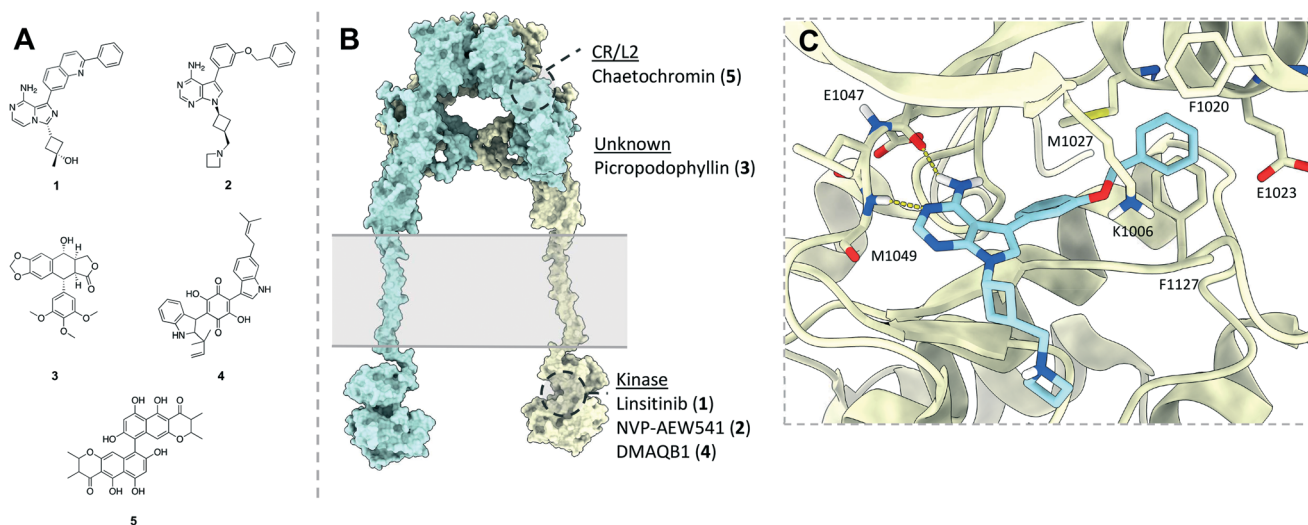 A
NH₂
N
N
N
OH
1
O
NH₂
N
N
N
N
2
OH
O
O
O
O
O
O
O
3
O
HO
NH
OH
O
N
H
4
OH
OH
O
HO
O
O
OH
O
OH
OH
5
B
CR/L2
Chaetochromin (5)
Unknown
Picropodophyllin (3)
Kinase
Linsitinib (1)
NVP-AEW541 (2)
DMAQB1 (4)
C
E1047
F1020
M1027
E1023
K1006
M1049
F1127